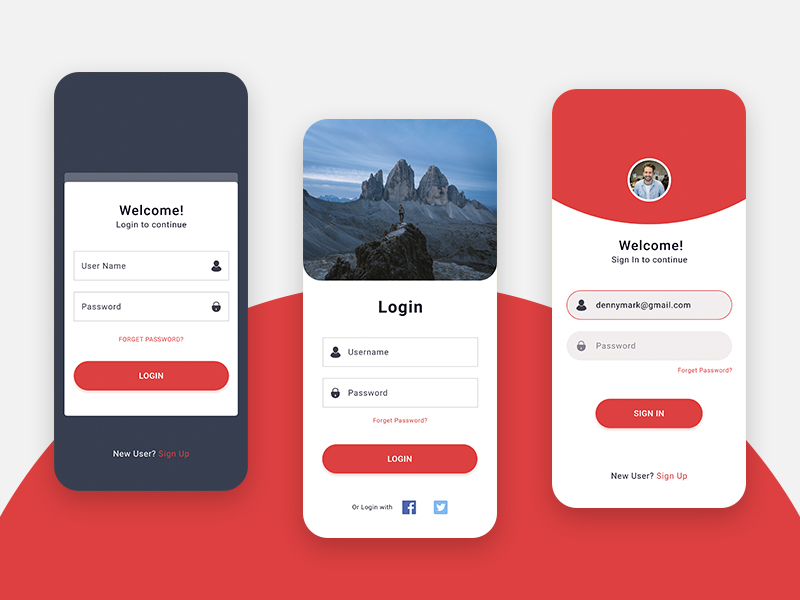 Welcome!
Login to continue
User Name
Password
FORGET PASSWORD?
LOGIN
New User? Sign Up
Login
Username
Password
Forget Password?
LOGIN
Or Login with
Welcome!
Sign In to continue
dennymark@gmail.com
Password
Forget Password?
SIGN IN
New User? Sign Up